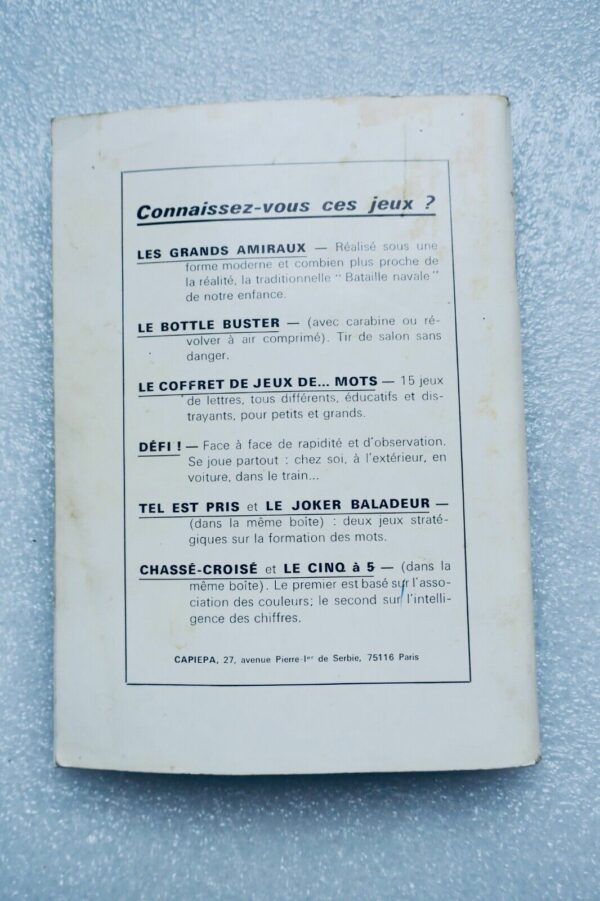 Connaissez-vous ces jeux ?
LES GRANDS AMIRAUX — Réalisé sous une
forme moderne et combien plus proche de
la réalité, la traditionnelle " Bataille navale "
de notre enfance.
LE BOTTLE BUSTER — (avec carabine ou ré-
volver à air comprimé). Tir de salon sans
danger.
LE COFFRET DE JEUX DE... MOTS — 15 jeux
de lettres, tous différents, éducatifs et dis-
trayants, pour petits et grands.
DÉFI ! — Face à face de rapidité et d'observation.
Se joue partout : chez soi, à l'extérieur, en
voiture, dans le train...
TEL EST PRIS et LE JOKER BALADEUR —
(dans la même boîte) : deux jeux straté-
giques sur la formation des mots.
CHASSÉ-CROISÉ et LE CINQ à 5 — (dans la
même boîte). Le premier est basé sur l'asso-
ciation des couleurs; le second sur l'intelli-
gence des chiffres.
CAPIEPA, 27, avenue Pierre-Ier de Serbie, 75116 Paris